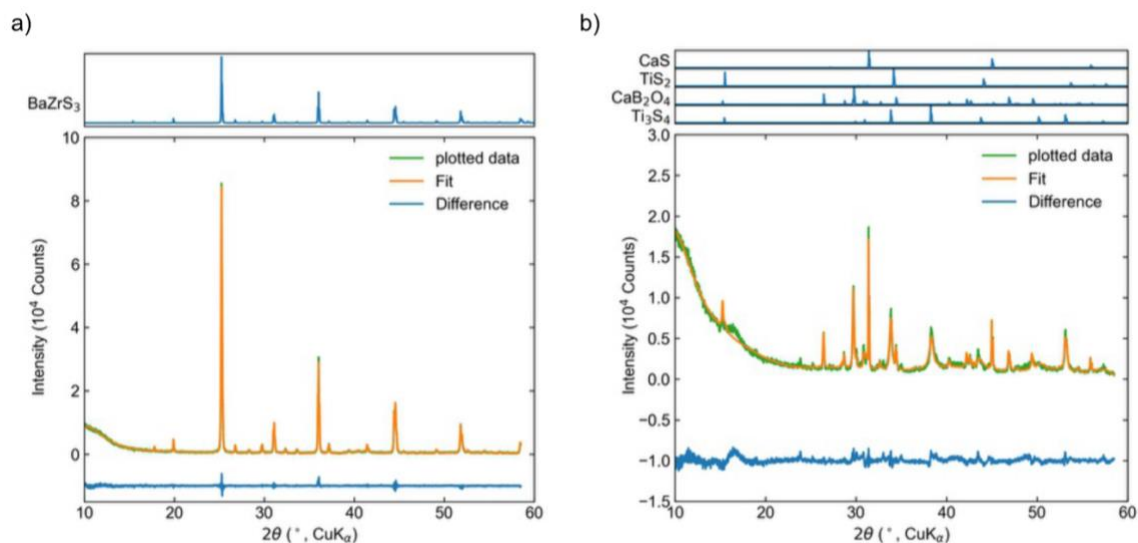 a)
BaZrS₃
10
8
6
4
2
0
Intensity (10⁴ Counts)
plotted data
Fit
Difference
10 20 30 40 50 60
2θ (°, CuKα)
b)
CaS
TiS₂
CaB₂O₄
Ti₃S₄
3.0
2.5
2.0
1.5
1.0
0.5
0.0
−0.5
−1.0
−1.5
Intensity (10⁴ Counts)
plotted data
Fit
Difference
10 20 30 40 50 60
2θ (°, CuKα)